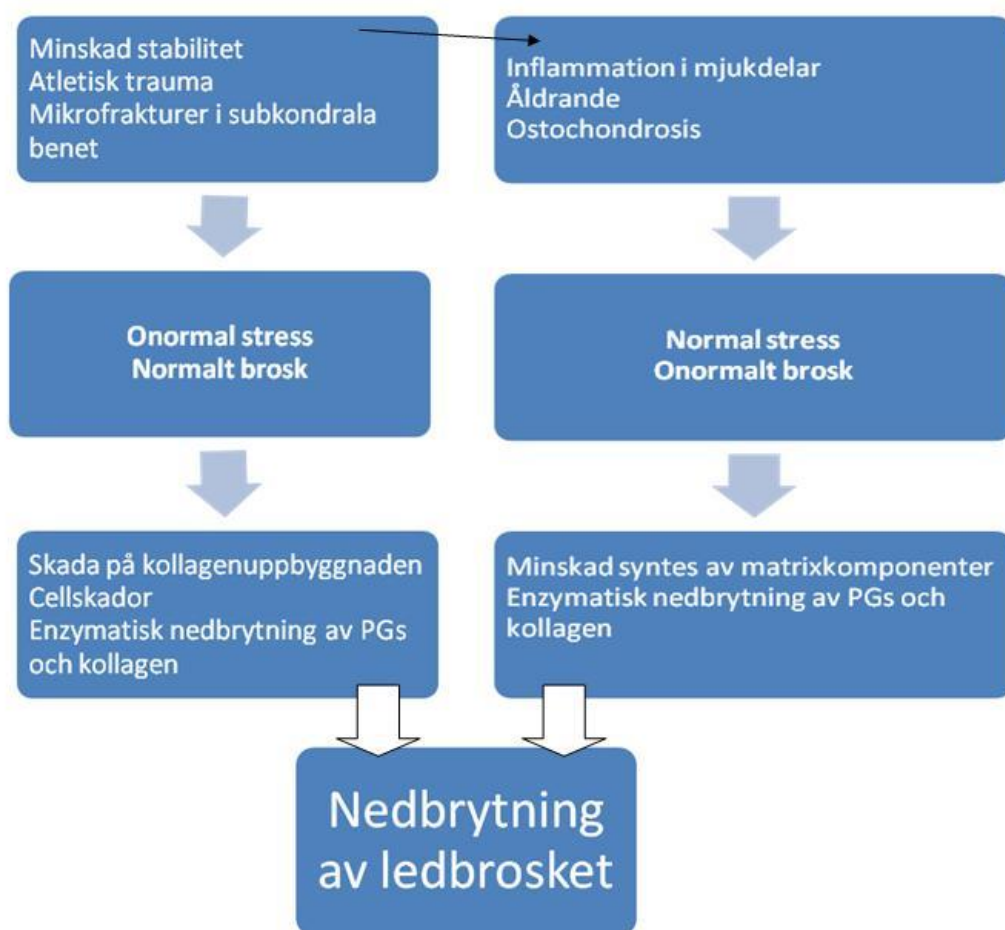 Minskad stabilitet
Atletisk trauma
Mikrofrakturer i subkondrala
benet
Inflammation i mjukdelar
Åldrande
Ostochondrosis
Onormal stress
Normalt brosk
Normal stress
Onormalt brosk
Skada på kollagenuppbyggnaden
Cellskador
Enzymatisk nedbrytning av PGs
och kollagen
Minskad syntes av matrixkomponenter
Enzymatisk nedbrytning av PGs och
kollagen
Nedbrytning
av ledbrosket